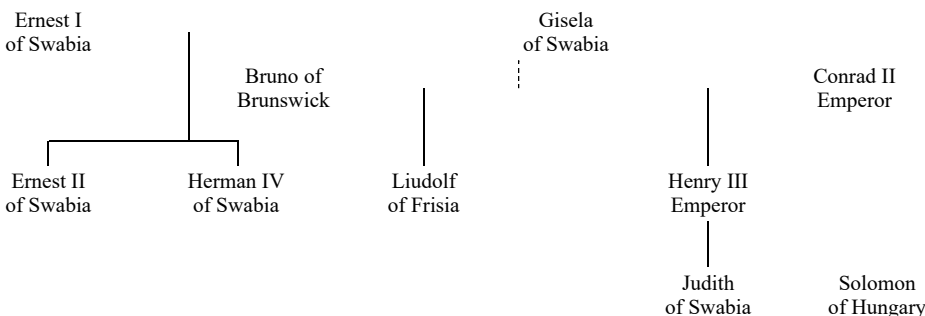 Ernest I
of Swabia
Gisela
of Swabia
Bruno of
Brunswick
Conrad II
Emperor
Ernest II
of Swabia
Herman IV
of Swabia
Liudolf
of Frisia
Henry III
Emperor
Judith
of Swabia
Solomon
of Hungary